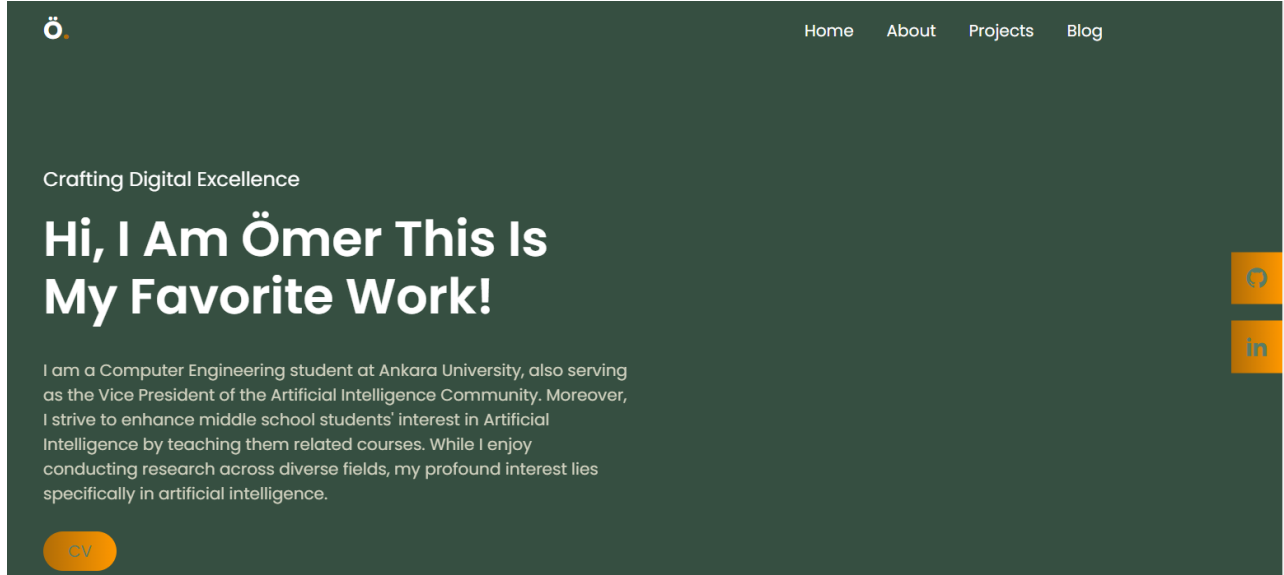 Ö.
Home About Projects Blog
Crafting Digital Excellence
Hi, I Am Ömer This Is
My Favorite Work!
in
I am a Computer Engineering student at Ankara University, also serving
as the Vice President of the Artificial Intelligence Community. Moreover,
I strive to enhance middle school students' interest in Artificial
Intelligence by teaching them related courses. While I enjoy
conducting research across diverse fields, my profound interest lies
specifically in artificial intelligence.
CV